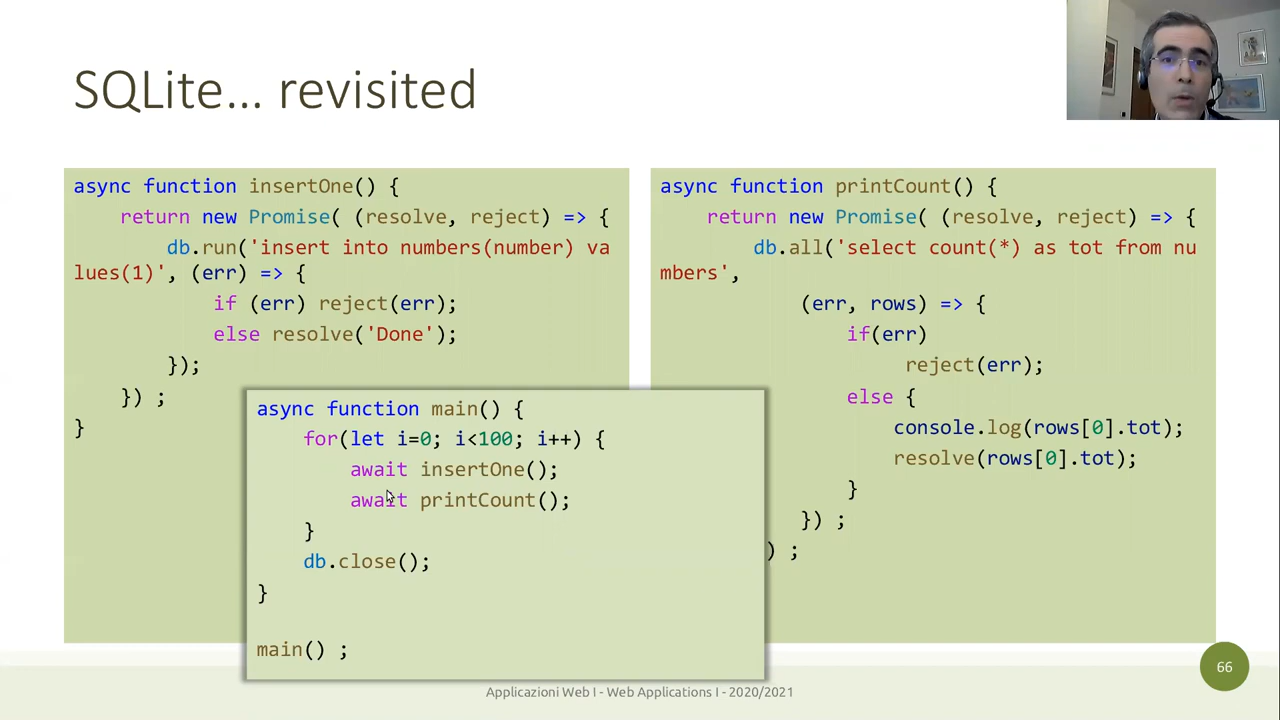 SQLite... revisited
async function insertOne() {
return new Promise( (resolve, reject) => {
db.run('insert into numbers(number) va
lues(1)', (err) => {
if (err) reject(err);
else resolve('Done');
});
}) ;
}
async function printCount() {
return new Promise( (resolve, reject) => {
db.all('select count(*) as tot from nu
mbers',
(err, rows) => {
if(err)
reject(err);
else {
console.log(rows[0].tot);
resolve(rows[0].tot);
}
}) ;
) ;
async function main() {
for(let i=0; i<100; i++) {
await insertOne();
await printCount();
}
db.close();
}
main() ;
Applicazioni Web I - Web Applications I - 2020/2021
66